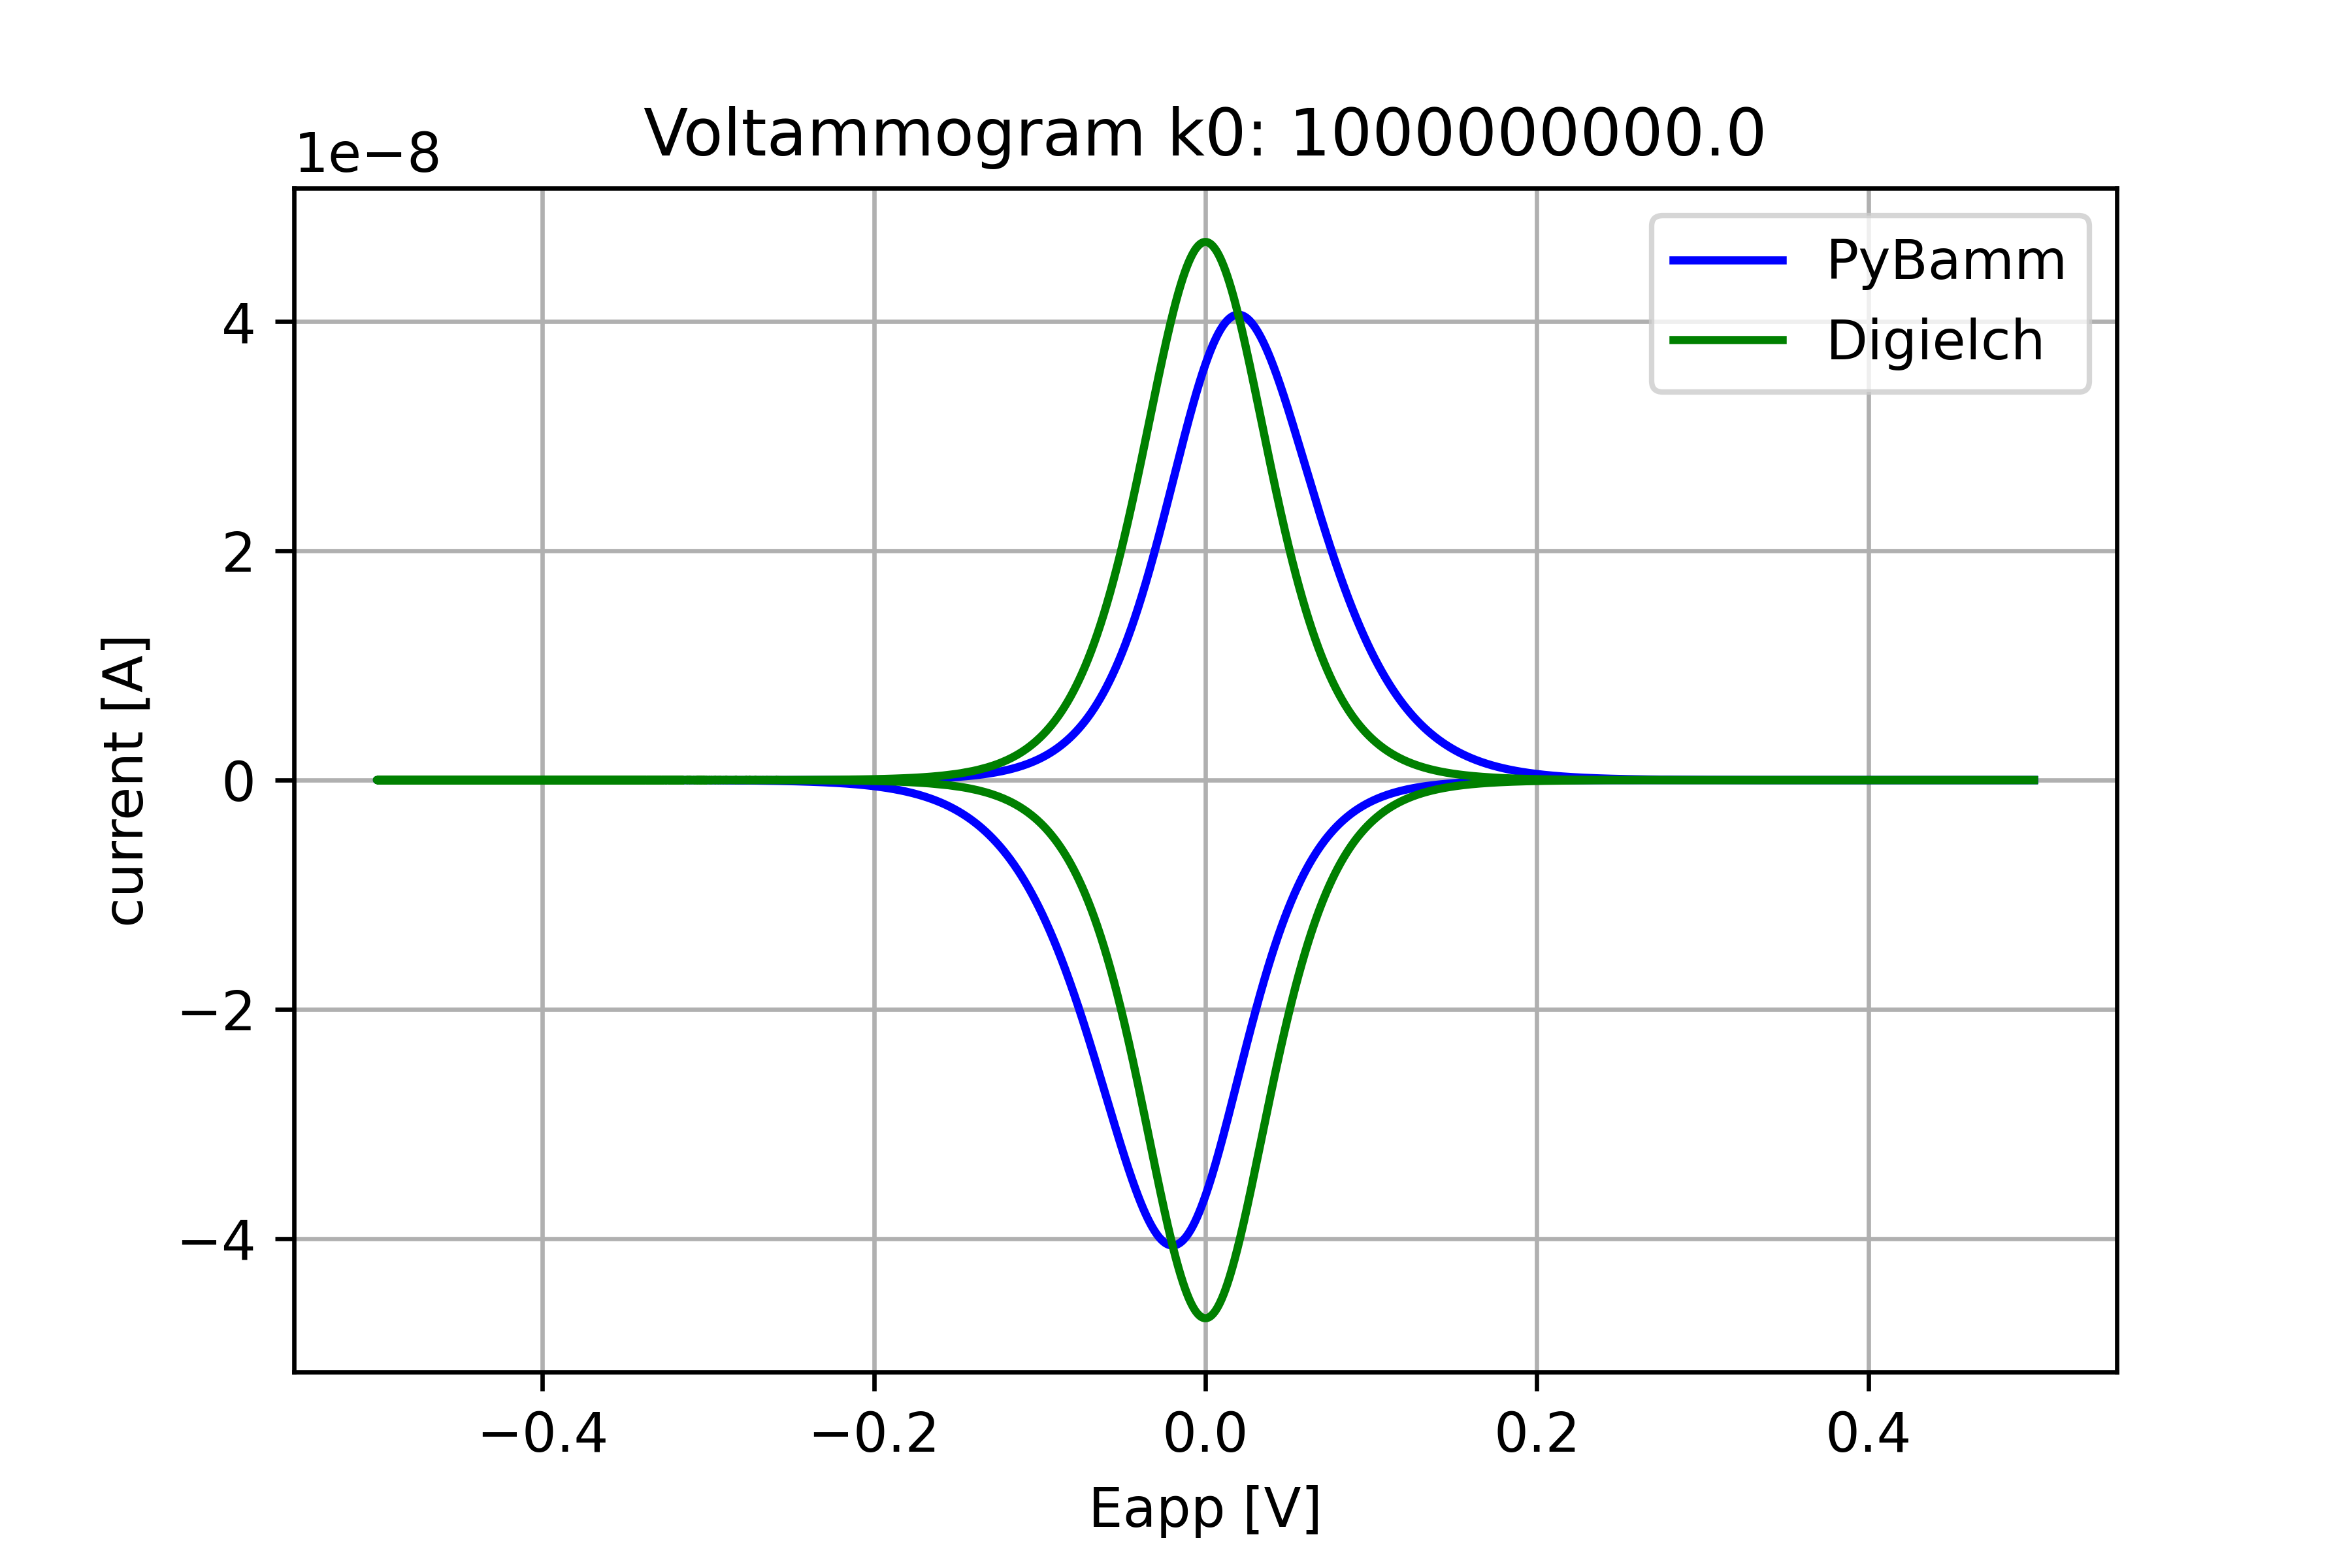 Voltammogram k0: 1000000000.0
1e−8
PyBamm
Digielch
4
2
0
−2
−4
current [A]
−0.4
−0.2
0.0
0.2
0.4
Eapp [V]